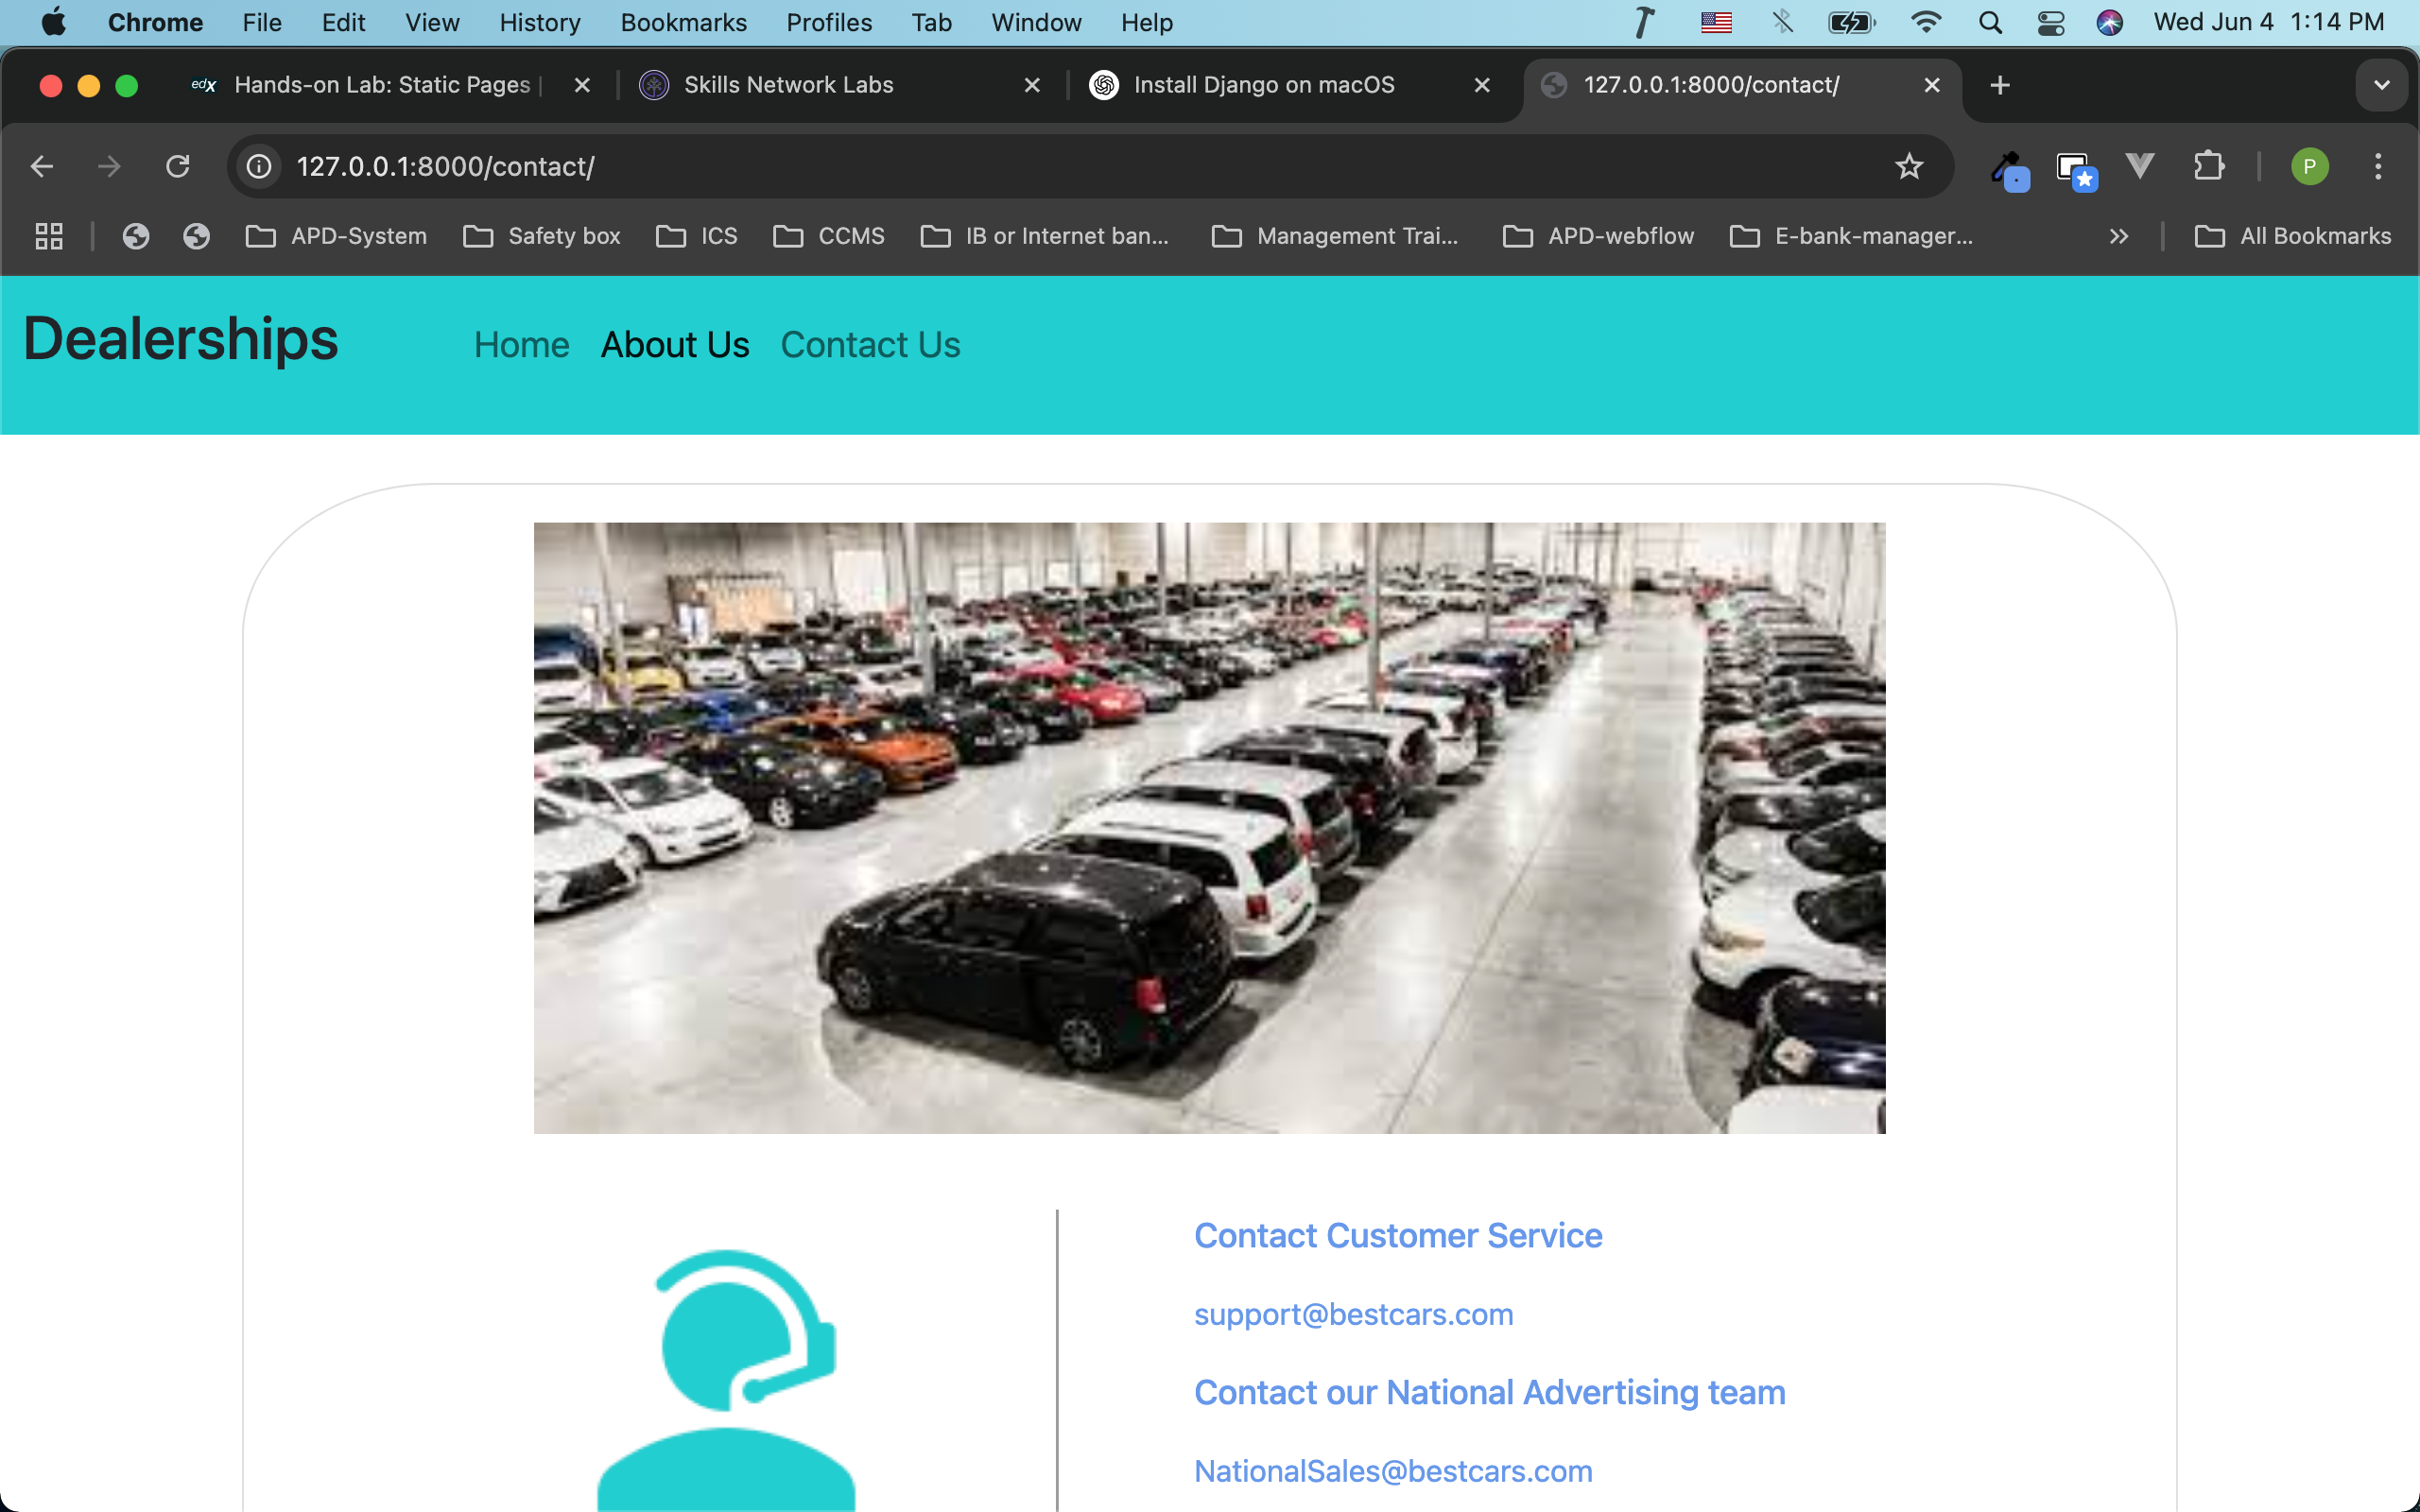 Chrome File Edit View History Bookmarks Profiles Tab Window Help Wed Jun 4 1:14 PM
edX Hands-on Lab: Static Pages | Skills Network Labs Install Django on macOS 127.0.0.1:8000/contact/
127.0.0.1:8000/contact/ P
APD-System Safety box ICS CCMS IB or Internet ban... Management Trai... APD-webflow E-bank-manager... All Bookmarks
Dealerships Home About Us Contact Us
Contact Customer Service
support@bestcars.com
Contact our National Advertising team
NationalSales@bestcars.com